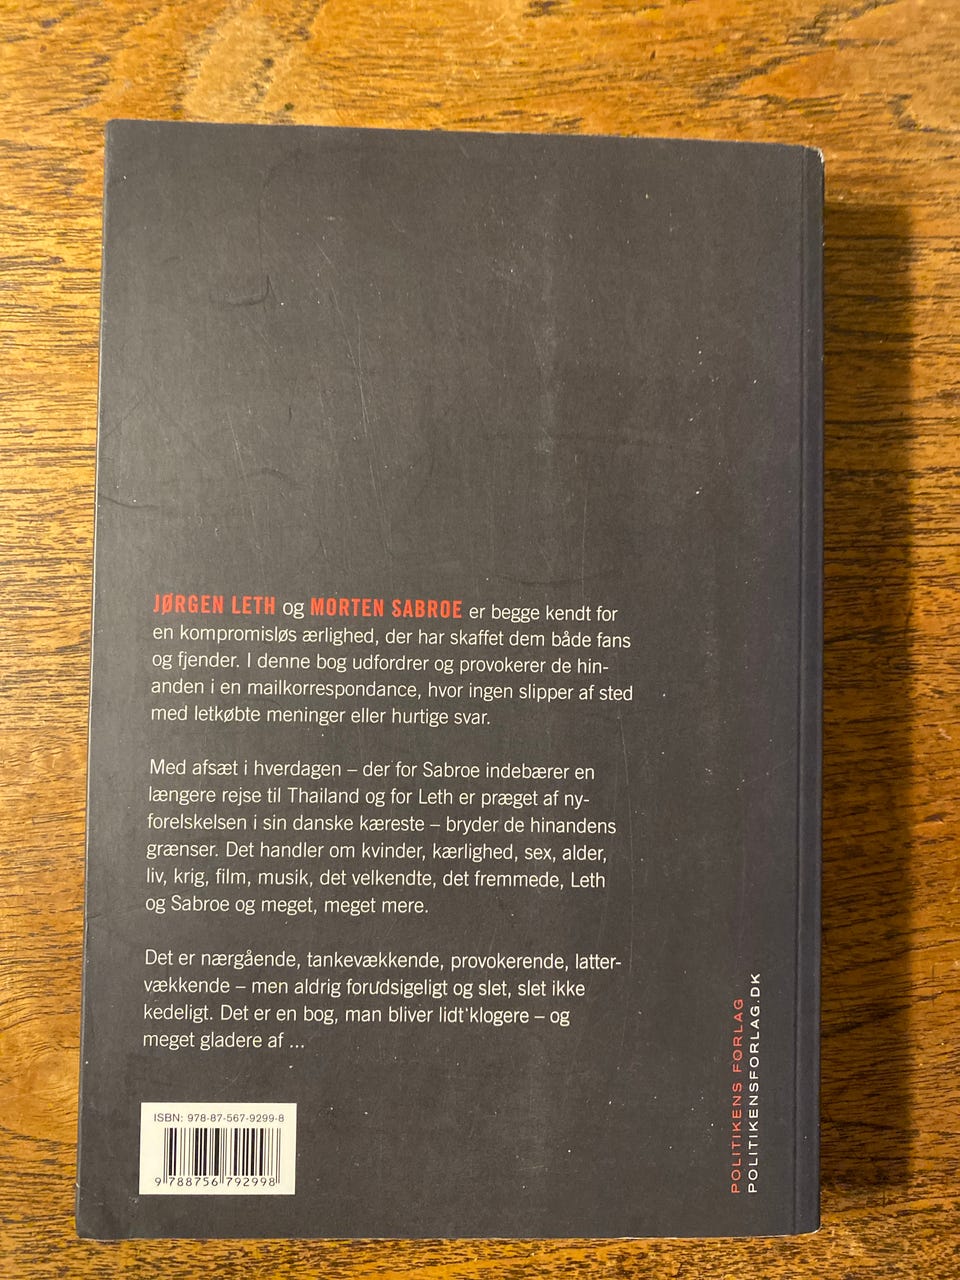 JØRGEN LETH og MORTEN SABROE er begge kendt for
en kompromisløs ærlighed, der har skaffet dem både fans
og fjender. I denne bog udfordrer og provokerer de hin-
anden i en mailkorrespondance, hvor ingen slipper af sted
med letkøbte meninger eller hurtige svar.
Med afsæt i hverdagen – der for Sabroe indebærer en
længere rejse til Thailand og for Leth er præget af ny-
forelskelsen i sin danske kæreste – bryder de hinandens
grænser. Det handler om kvinder, kærlighed, sex, alder,
liv, krig, film, musik, det velkendte, det fremmede, Leth
og Sabroe og meget, meget mere.
Det er nærgående, tankevækkende, provokerende, latter-
vækkende – men aldrig forudsigeligt og slet, slet ikke
kedeligt. Det er en bog, man bliver lidt klogere – og
meget gladere af ...
ISBN: 978-87-567-9299-8
9 788756 792998
POLITIKENS FORLAG
POLITIKENSFORLAG.DK